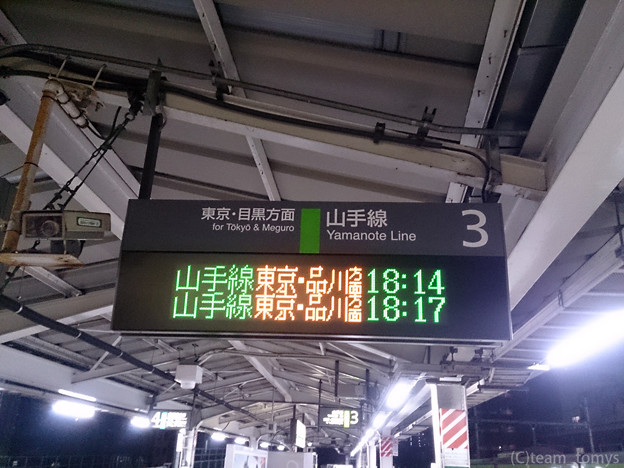 東京・目黒方面
for Tōkyō & Meguro
山手線
Yamanote Line
3
山手線 東京・品川方面 18:14
山手線 東京・品川方面 18:17
4
3
(C)team_tomys